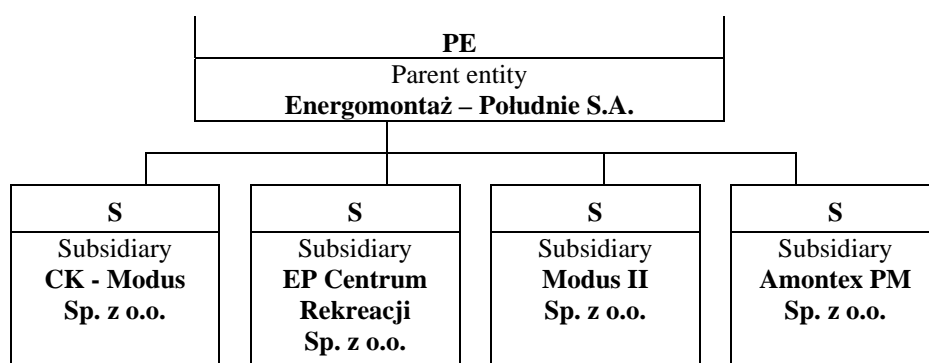 PE
Parent entity
Energomontaż – Południe S.A.
S
Subsidiary
CK - Modus
Sp. z o.o.
S
Subsidiary
EP Centrum
Rekreacji
Sp. z o.o.
S
Subsidiary
Modus II
Sp. z o.o.
S
Subsidiary
Amontex PM
Sp. z o.o.